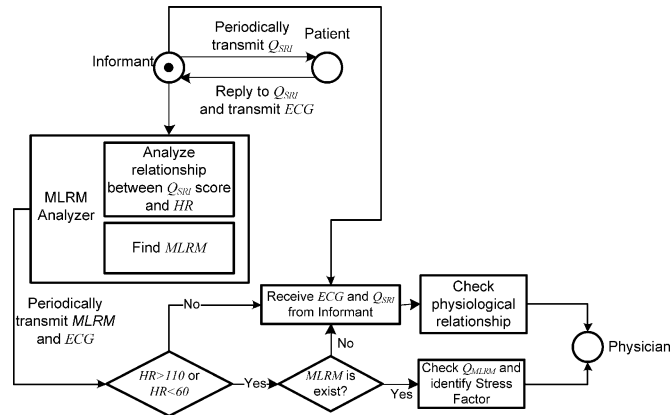 Periodically
transmit QSRI
Patient
Informant
Reply to QSRI
and transmit ECG
MLRM
Analyzer
Analyze
relationship
between QSRI score
and HR
Find MLRM
Periodically
transmit MLRM
and ECG
No
Receive ECG and QSRI
from Informant
Check
physiological
relationship
Physician
No
HR>110 or
HR<60
Yes
MLRM is
exist?
Yes
Check QMLRM and
identify Stress
Factor